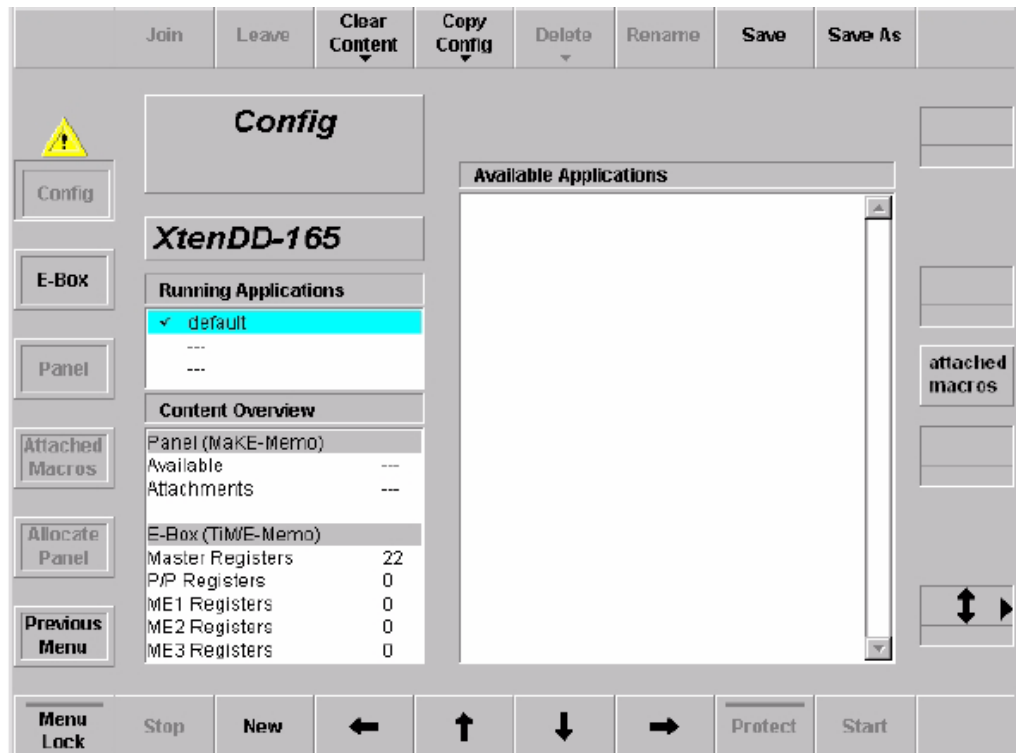 Join
Leave
Clear
Content
Copy
Config
Delete
Rename
Save
Save As
Config
Config
Available Applications
XtenDD-165
E-Box
Running Applications
✓ default
---
---
Panel
attached
macros
Content Overview
Panel (MaKE-Memo)
Available ---
Attachments ---
Attached
Macros
E-Box (TiM/E-Memo)
Master Registers 22
P/P Registers 0
ME1 Registers 0
ME2 Registers 0
ME3 Registers 0
Allocate
Panel
Previous
Menu
Menu
Lock
Stop
New
Protect
Start